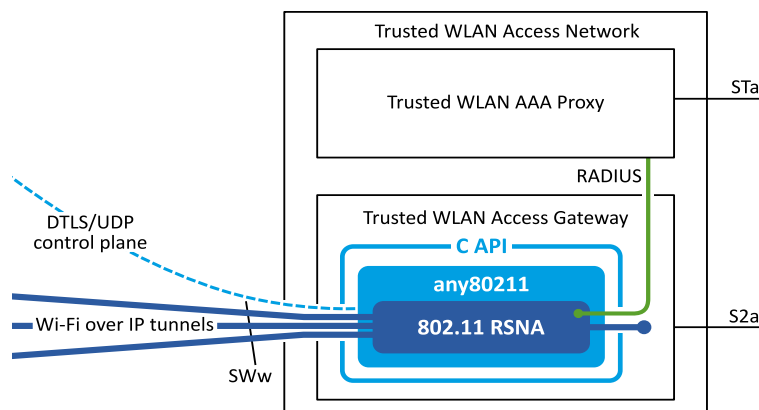 Trusted WLAN Access Network
Trusted WLAN AAA Proxy
STa
RADIUS
DTLS/UDP
control plane
Trusted WLAN Access Gateway
C API
any80211
Wi-Fi over IP tunnels
802.11 RSNA
S2a
SWw